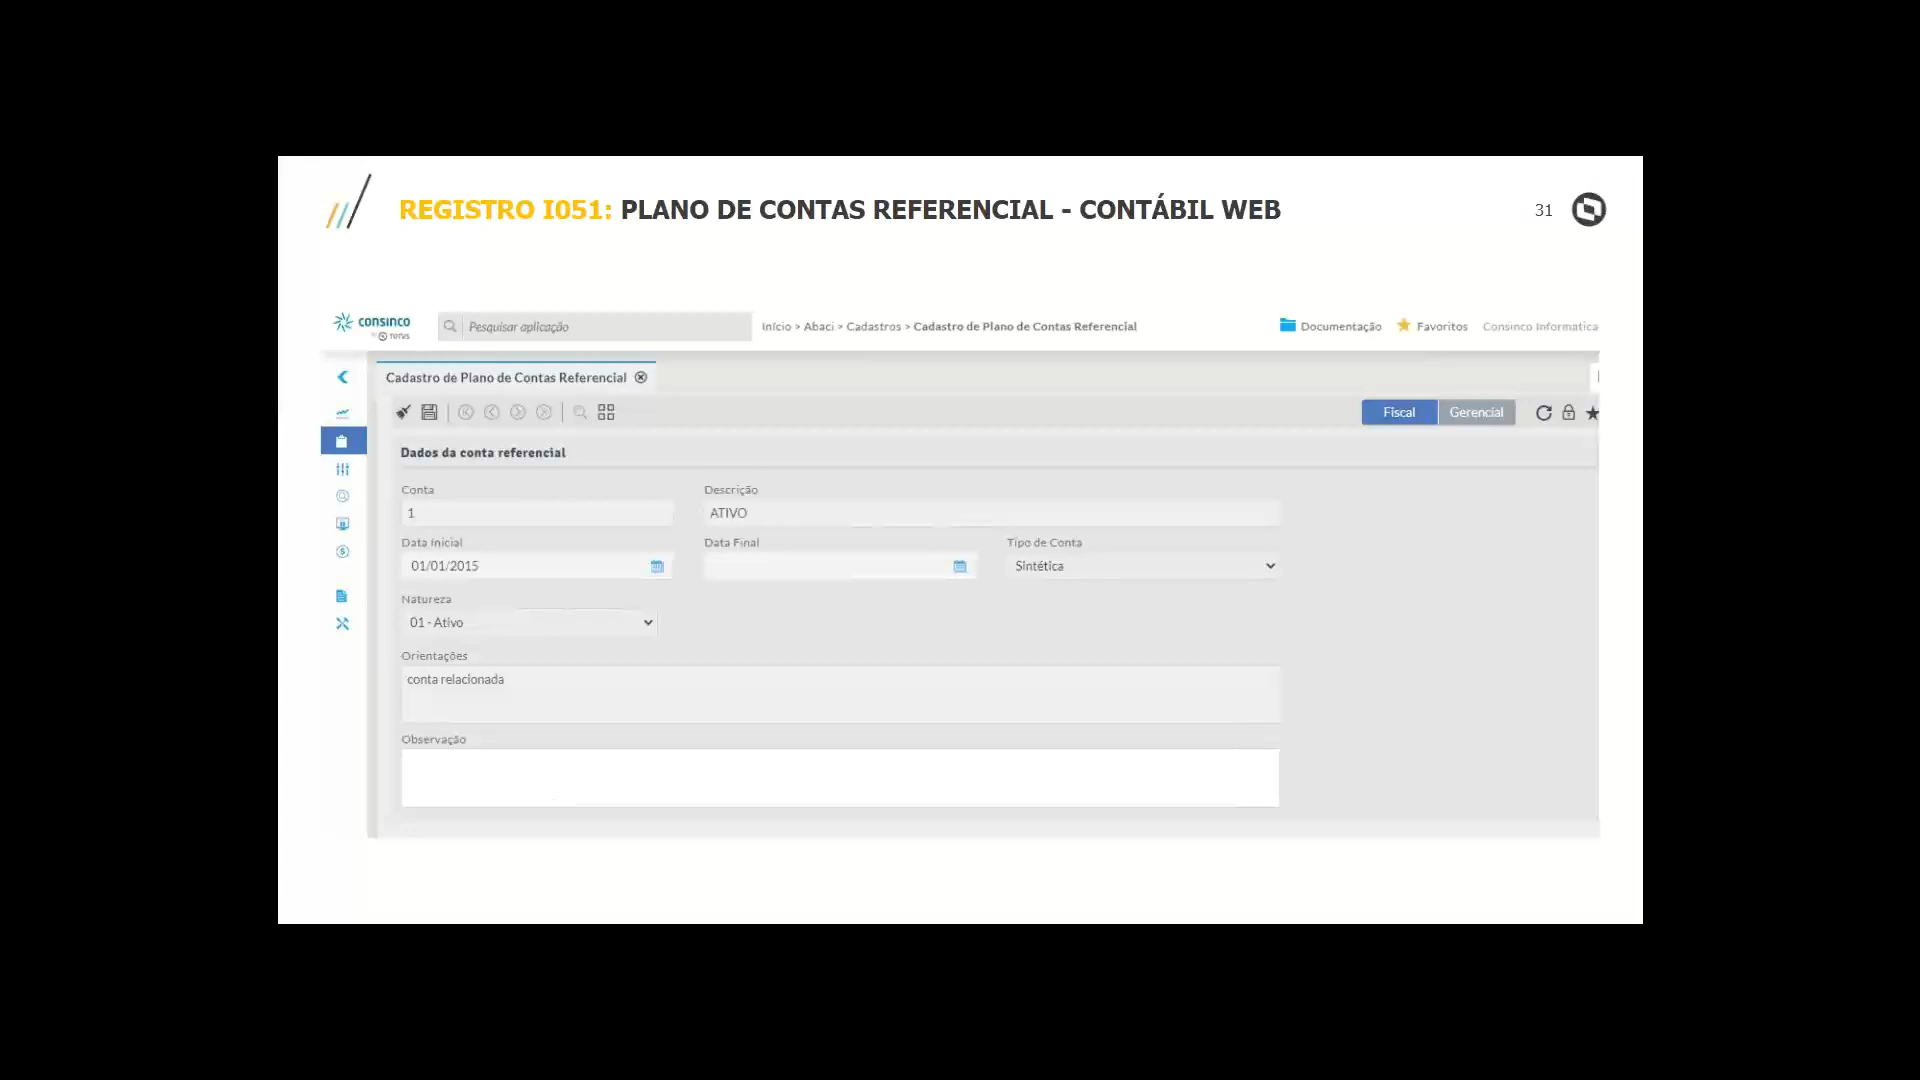 REGISTRO I051: PLANO DE CONTAS REFERENCIAL - CONTÁBIL WEB
31
consinco
by TOTVS
Pesquisar aplicação
Início > Abaci > Cadastros > Cadastro de Plano de Contas Referencial
Documentação
Favoritos
Consinco Informatica
Cadastro de Plano de Contas Referencial
Fiscal
Gerencial
Dados da conta referencial
Conta
Descrição
1
ATIVO
Data Inicial
Data Final
Tipo de Conta
01/01/2015
Sintética
Natureza
01 - Ativo
Orientações
conta relacionada
Observação